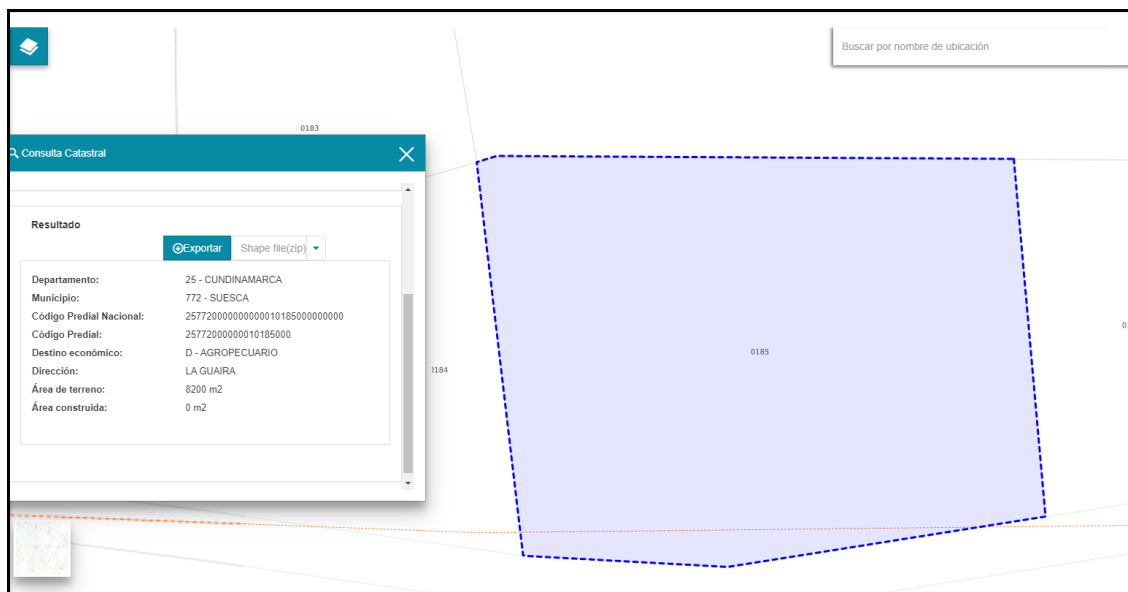 Buscar por nombre de ubicación
0183
Consulta Catastral
Resultado
Exportar Shape file(zip)
Departamento: 25 - CUNDINAMARCA
Municipio: 772 - SUESCA
Código Predial Nacional: 257720000000000010185000000000
Código Predial: 25772000000010185000
Destino económico: D - AGROPECUARIO
Dirección: LA GUAIRA
Área de terreno: 8200 m2
Área construida: 0 m2
0185